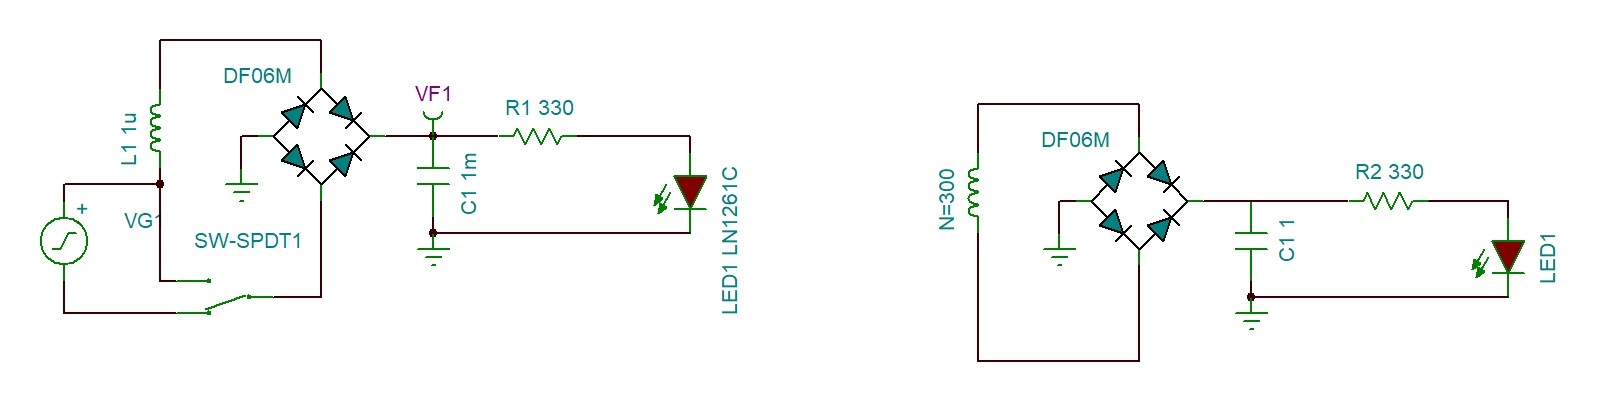 DF06M
VF1
R1 330
L1 1u
C1 1m
+
VG1
SW-SPDT1
LED1 LN1261C
DF06M
N=300
R2 330
C1 1
LED1